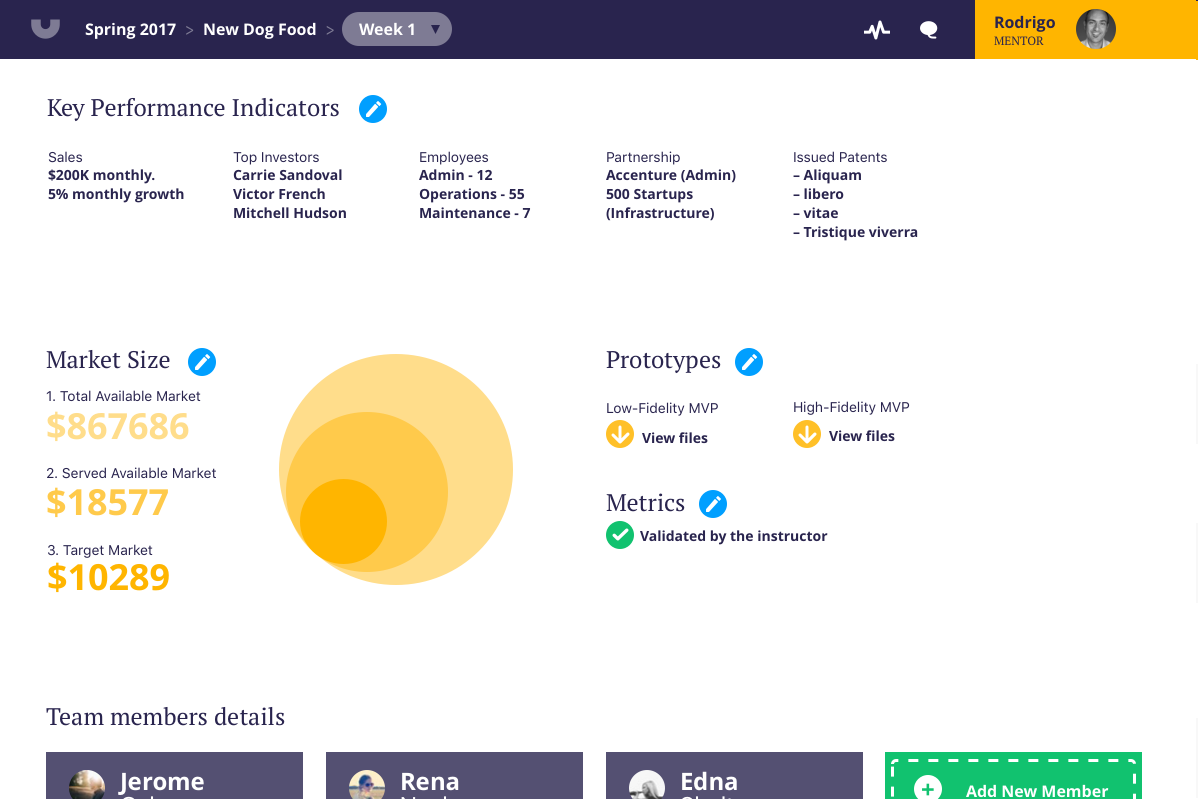 Spring 2017 > New Dog Food > Week 1 ▼
Rodrigo
MENTOR
Key Performance Indicators
Sales
$200K monthly.
5% monthly growth
Top Investors
Carrie Sandoval
Victor French
Mitchell Hudson
Employees
Admin - 12
Operations - 55
Maintenance - 7
Partnership
Accenture (Admin)
500 Startups
(Infrastructure)
Issued Patents
– Aliquam
– libero
– vitae
– Tristique viverra
Market Size
1. Total Available Market
$867686
2. Served Available Market
$18577
3. Target Market
$10289
Prototypes
Low-Fidelity MVP
View files
High-Fidelity MVP
View files
Metrics
Validated by the instructor
Team members details
Jerome
Rena
Edna
Add New Member